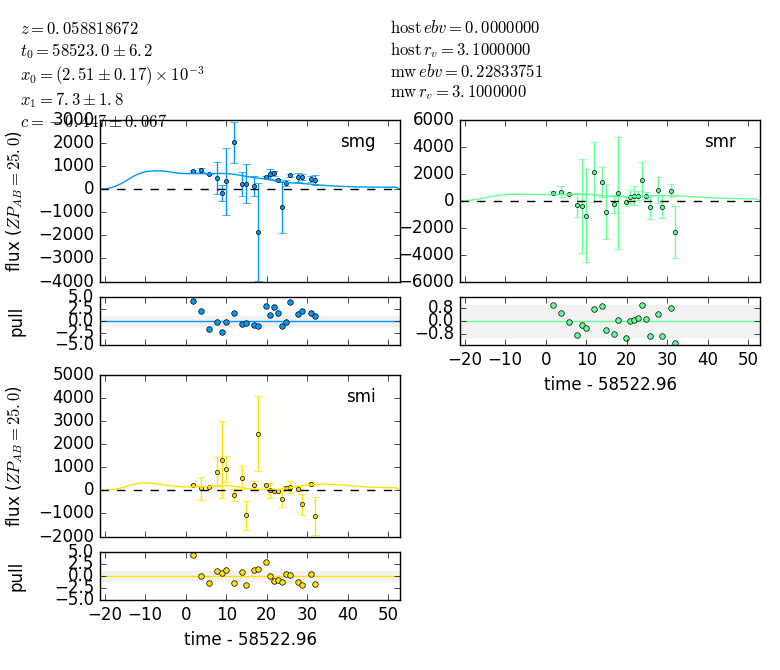 z = 0.058818672
t0 = 58523.0 ± 6.2
x0 = (2.51 ± 0.17) × 10^−3
x1 = 7.3 ± 1.8
c = −0.447 ± 0.067
host ebv = 0.0000000
host rv = 3.1000000
mw ebv = 0.22833751
mw rv = 3.1000000
smg
flux (ZP_AB = 25.0)
3000
2000
1000
0
−1000
−2000
−3000
−4000
smr
6000
4000
2000
0
−2000
−4000
−6000
pull
5.0
2.5
0.0
−2.5
−5.0
0.8
0.0
−0.8
−20 −10 0 10 20 30 40 50
time - 58522.96
smi
flux (ZP_AB = 25.0)
5000
4000
3000
2000
1000
0
−1000
−2000
pull
5.0
2.5
0.0
−2.5
−5.0
−20 −10 0 10 20 30 40 50
time - 58522.96